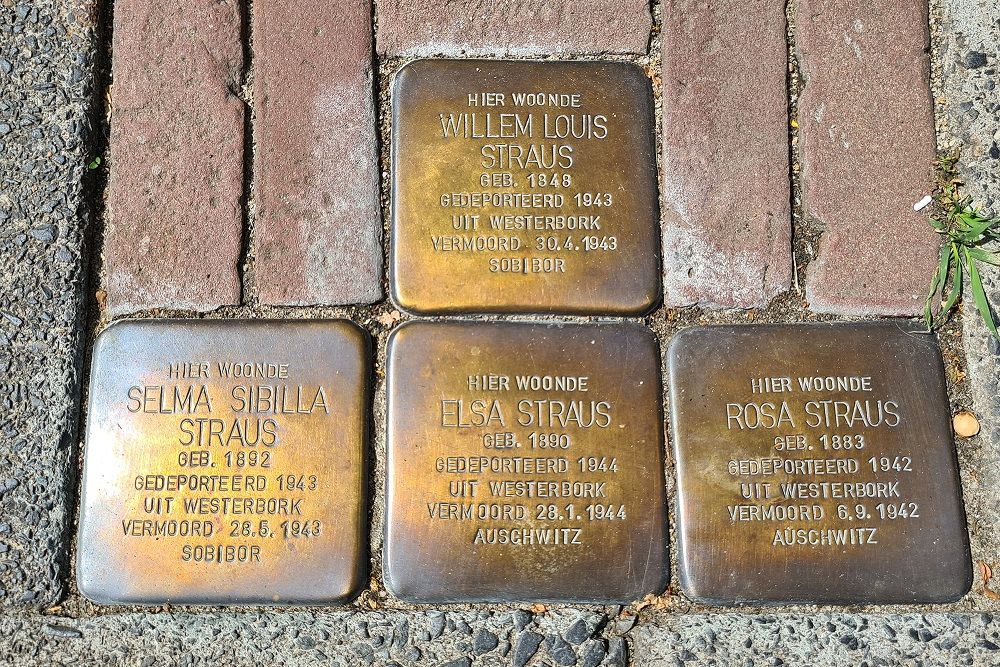 HIER WOONDE
WILLEM LOUIS
STRAUS
GEB. 1848
GEDEPORTEERD 1943
UIT WESTERBORK
VERMOORD 30.4.1943
SOBIBOR
HIER WOONDE
SELMA SIBILLA
STRAUS
GEB. 1892
GEDEPORTEERD 1943
UIT WESTERBORK
VERMOORD 28.5.1943
SOBIBOR
HIER WOONDE
ELSA STRAUS
GEB. 1890
GEDEPORTEERD 1944
UIT WESTERBORK
VERMOORD 28.1.1944
AUSCHWITZ
HIER WOONDE
ROSA STRAUS
GEB. 1883
GEDEPORTEERD 1942
UIT WESTERBORK
VERMOORD 6.9.1942
AUSCHWITZ